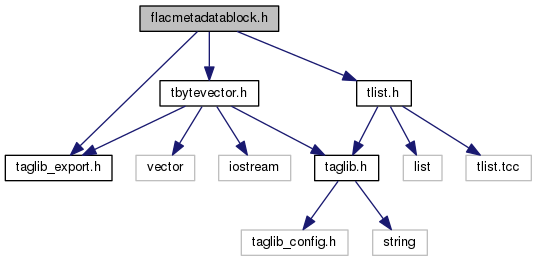 flacmetadatablock.h
tbytevector.h
tlist.h
taglib_export.h
vector
iostream
taglib.h
list
tlist.tcc
taglib_config.h
string